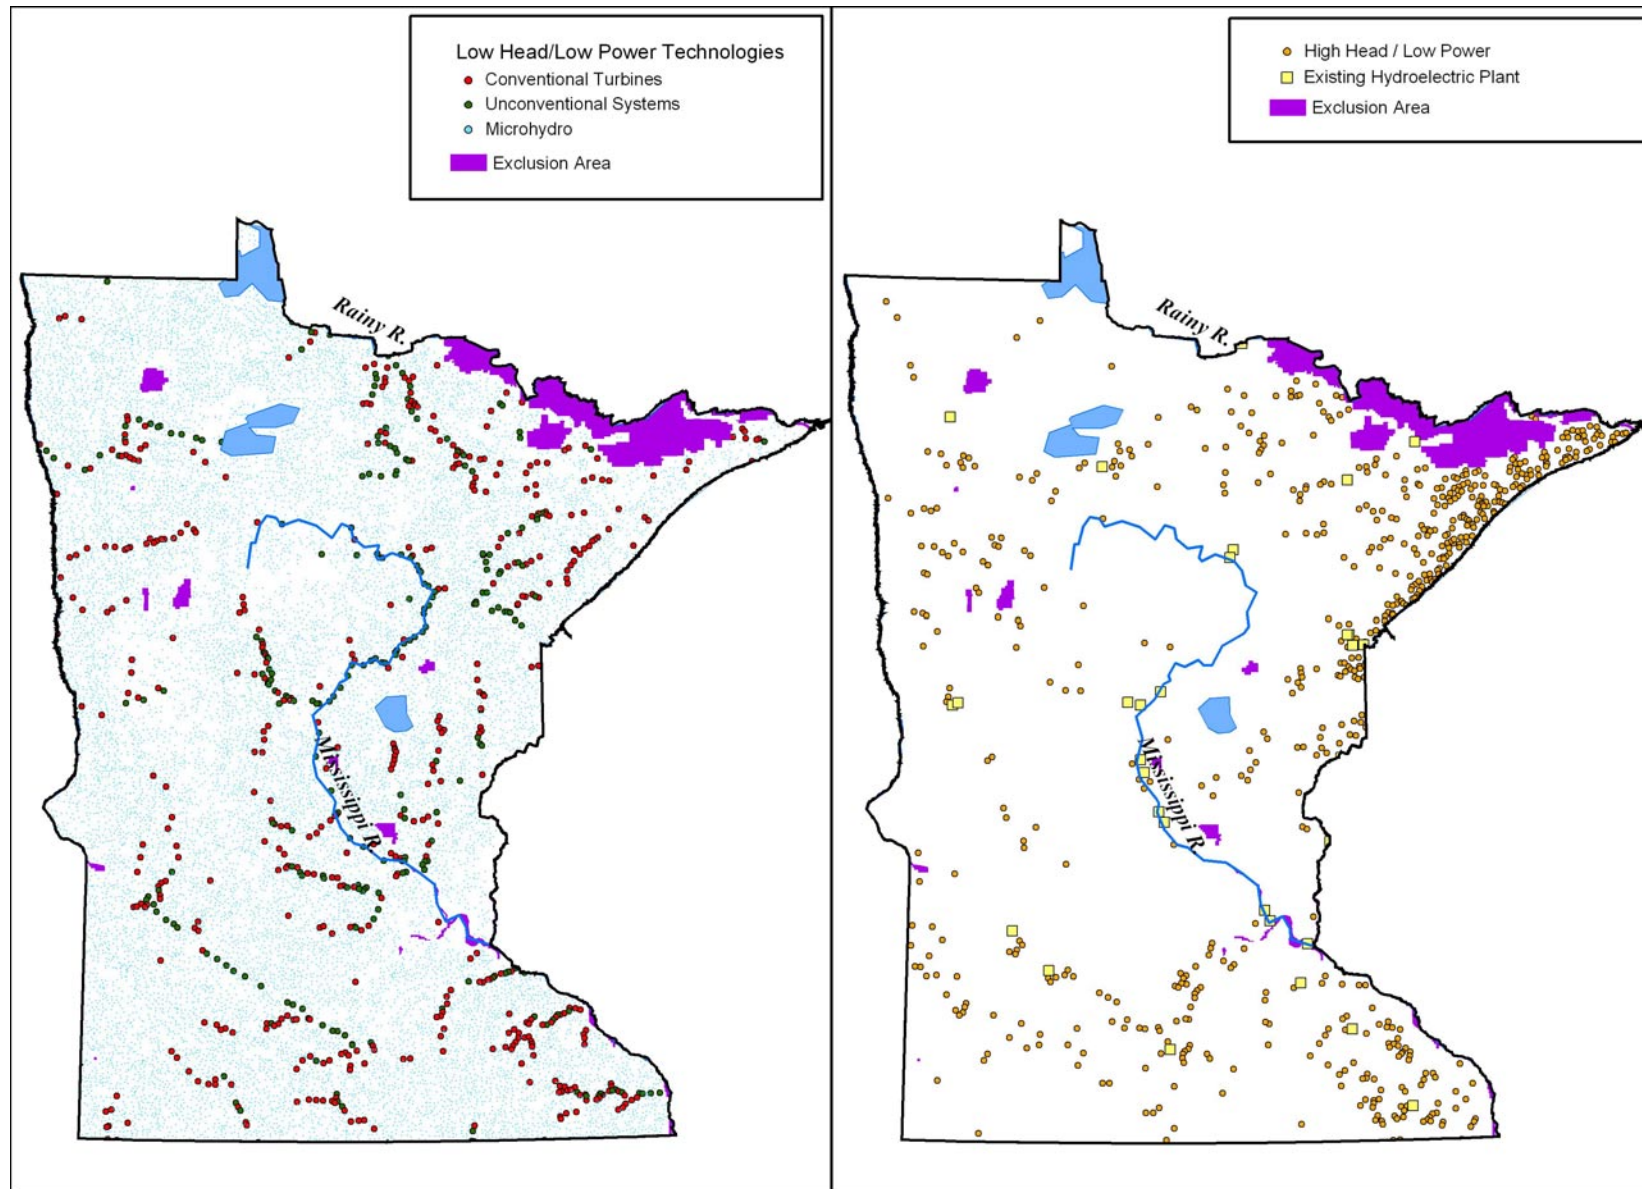 Low Head/Low Power Technologies
Conventional Turbines
Unconventional Systems
Microhydro
Exclusion Area
Rainy R.
Mississippi R.
High Head / Low Power
Existing Hydroelectric Plant
Exclusion Area
Rainy R.
Mississippi R.